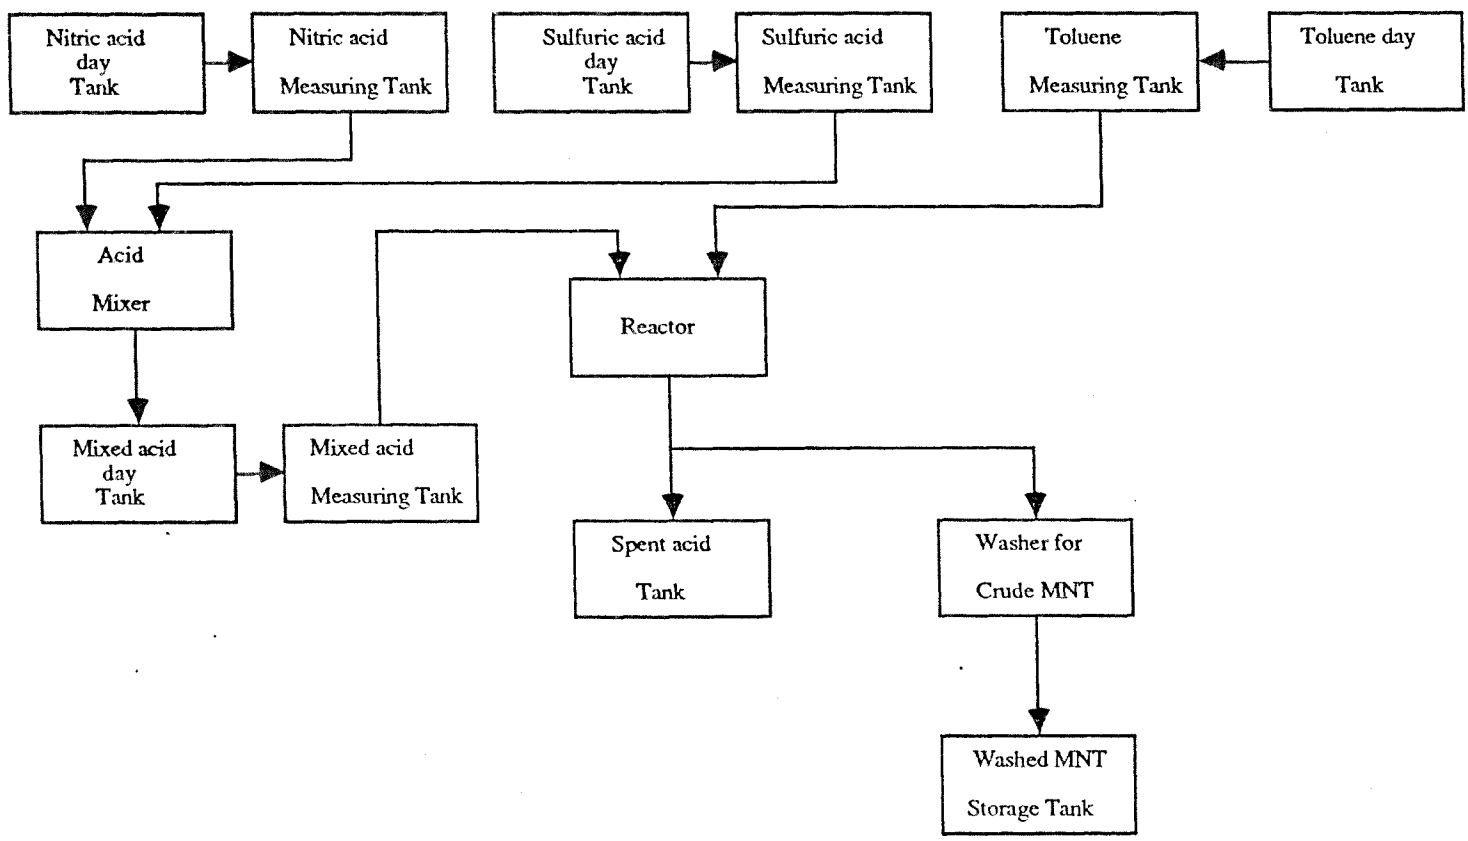 Nitric acid
day
Tank
Nitric acid
Measuring Tank
Sulfuric acid
day
Tank
Sulfuric acid
Measuring Tank
Toluene
Measuring Tank
Toluene day
Tank
Acid
Mixer
Reactor
Mixed acid
day
Tank
Mixed acid
Measuring Tank
Spent acid
Tank
Washer for
Crude MNT
Washed MNT
Storage Tank